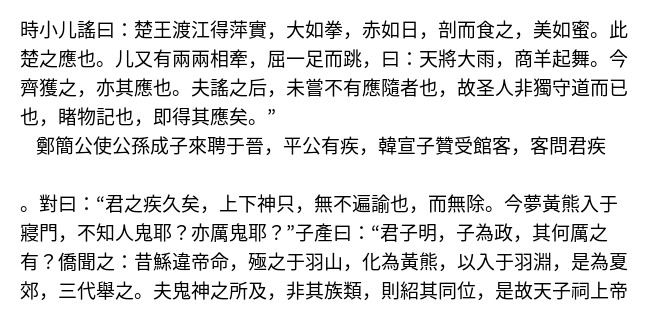 時小儿謠曰：楚王渡江得萍實，大如拳，赤如日，剖而食之，美如蜜。此
楚之應也。儿又有兩兩相牽，屈一足而跳，曰：天將大雨，商羊起舞。今
齊獲之，亦其應也。夫謠之后，未嘗不有應隨者也，故圣人非獨守道而已
也，睹物記也，即得其應矣。”
鄭簡公使公孫成子來聘于晉，平公有疾，韓宣子贊受館客，客問君疾
。對曰：“君之疾久矣，上下神只，無不遍諭也，而無除。今夢黃熊入于
寢門，不知人鬼耶？亦厲鬼耶？”子產曰：“君子明，子為政，其何厲之
有？僑聞之：昔鯀違帝命，殛之于羽山，化為黃熊，以入于羽淵，是為夏
郊，三代舉之。夫鬼神之所及，非其族類，則紹其同位，是故天子祠上帝